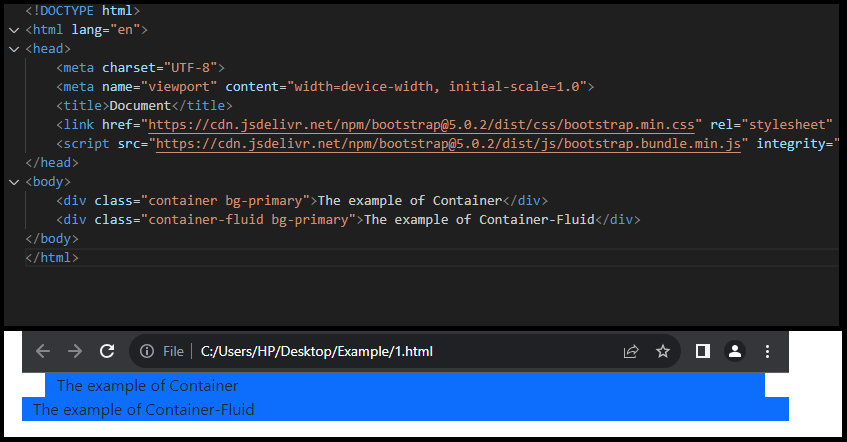 <!DOCTYPE html>
<html lang="en">
<head>
<meta charset="UTF-8">
<meta name="viewport" content="width=device-width, initial-scale=1.0">
<title>Document</title>
<link href="https://cdn.jsdelivr.net/npm/bootstrap@5.0.2/dist/css/bootstrap.min.css" rel="stylesheet"
<script src="https://cdn.jsdelivr.net/npm/bootstrap@5.0.2/dist/js/bootstrap.bundle.min.js" integrity="
</head>
<body>
<div class="container bg-primary">The example of Container</div>
<div class="container-fluid bg-primary">The example of Container-Fluid</div>
</body>
</html>
File | C:/Users/HP/Desktop/Example/1.html
The example of Container
The example of Container-Fluid